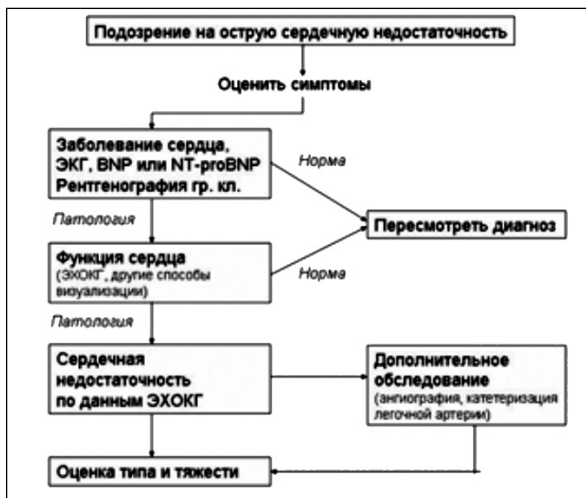 Подозрение на острую сердечную недостаточность
Оценить симптомы
Заболевание сердца,
ЭКГ, BNP или NT-proBNP
Рентгенография гр. кл.
Норма
Патология
Пересмотреть диагноз
Функция сердца
(ЭХОКГ, другие способы
визуализации)
Норма
Патология
Сердечная
недостаточность
по данным ЭХОКГ
Дополнительное
обследование
(ангиография, катетеризация
легочной артерии)
Оценка типа и тяжести